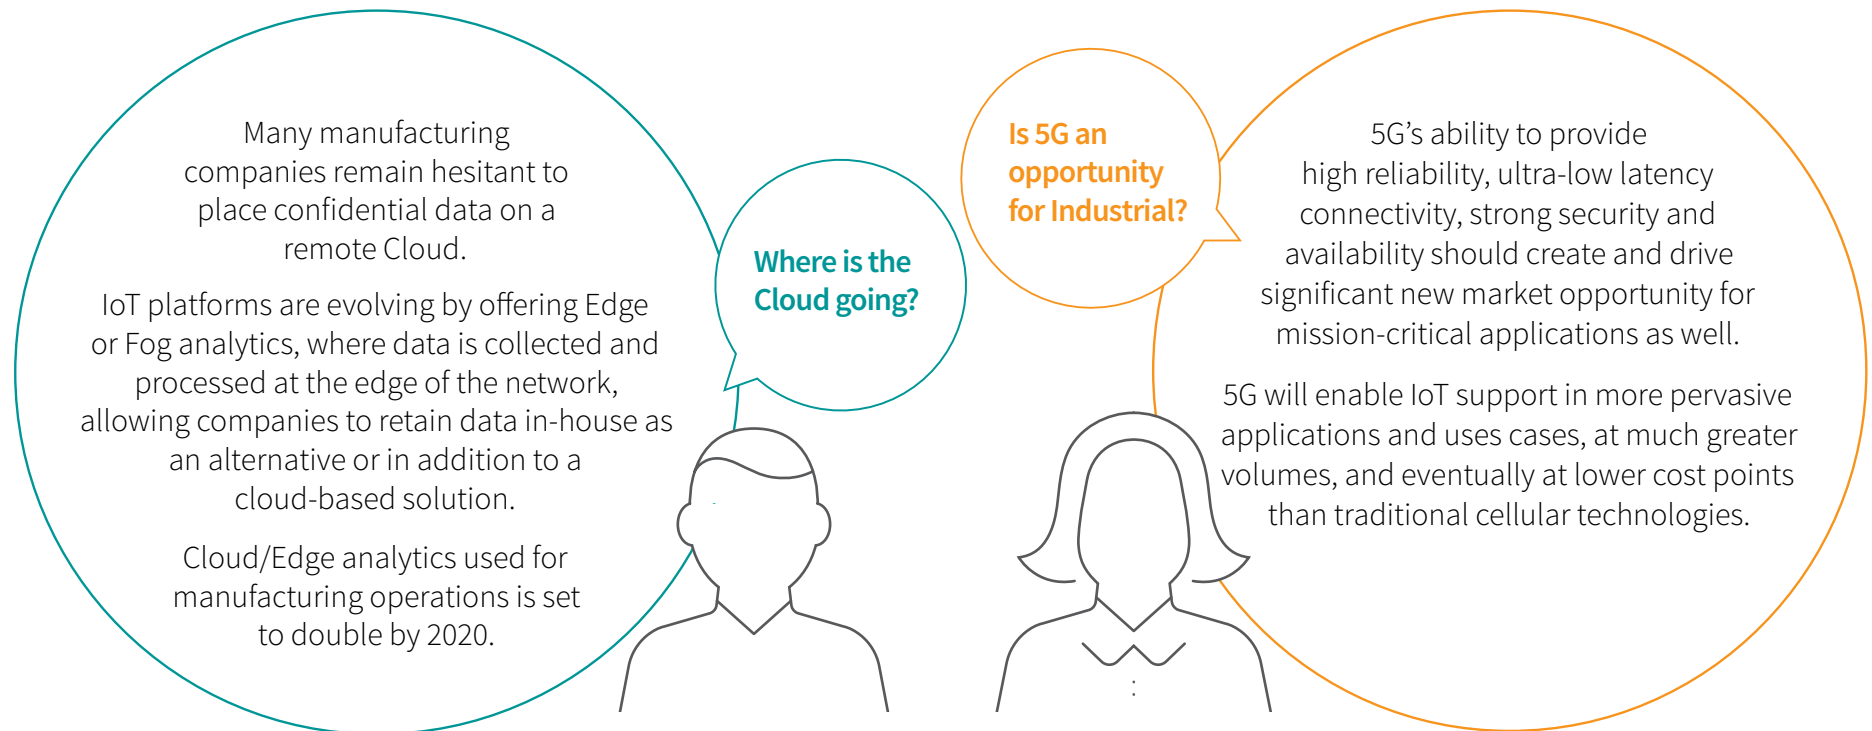 Where is the
Cloud going?
Many manufacturing
companies remain hesitant to
place confidential data on a
remote Cloud.
IoT platforms are evolving by offering Edge
or Fog analytics, where data is collected and
processed at the edge of the network,
allowing companies to retain data in-house as
an alternative or in addition to a
cloud-based solution.
Cloud/Edge analytics used for
manufacturing operations is set
to double by 2020.
Is 5G an
opportunity
for Industrial?
5G’s ability to provide
high reliability, ultra-low latency
connectivity, strong security and
availability should create and drive
significant new market opportunity for
mission-critical applications as well.
5G will enable IoT support in more pervasive
applications and uses cases, at much greater
volumes, and eventually at lower cost points
than traditional cellular technologies.